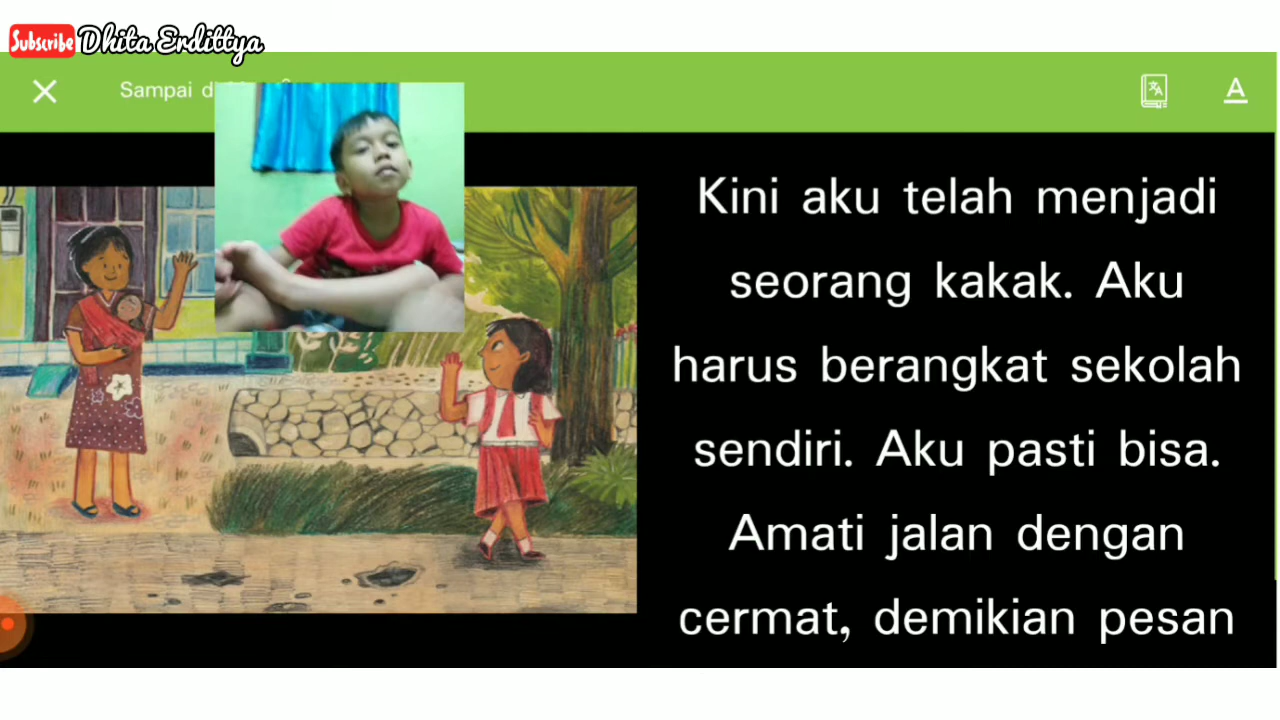 Subscribe Dhita Erdittya
Sampai
A
Kini aku telah menjadi
seorang kakak. Aku
harus berangkat sekolah
sendiri. Aku pasti bisa.
Amati jalan dengan
cermat, demikian pesan